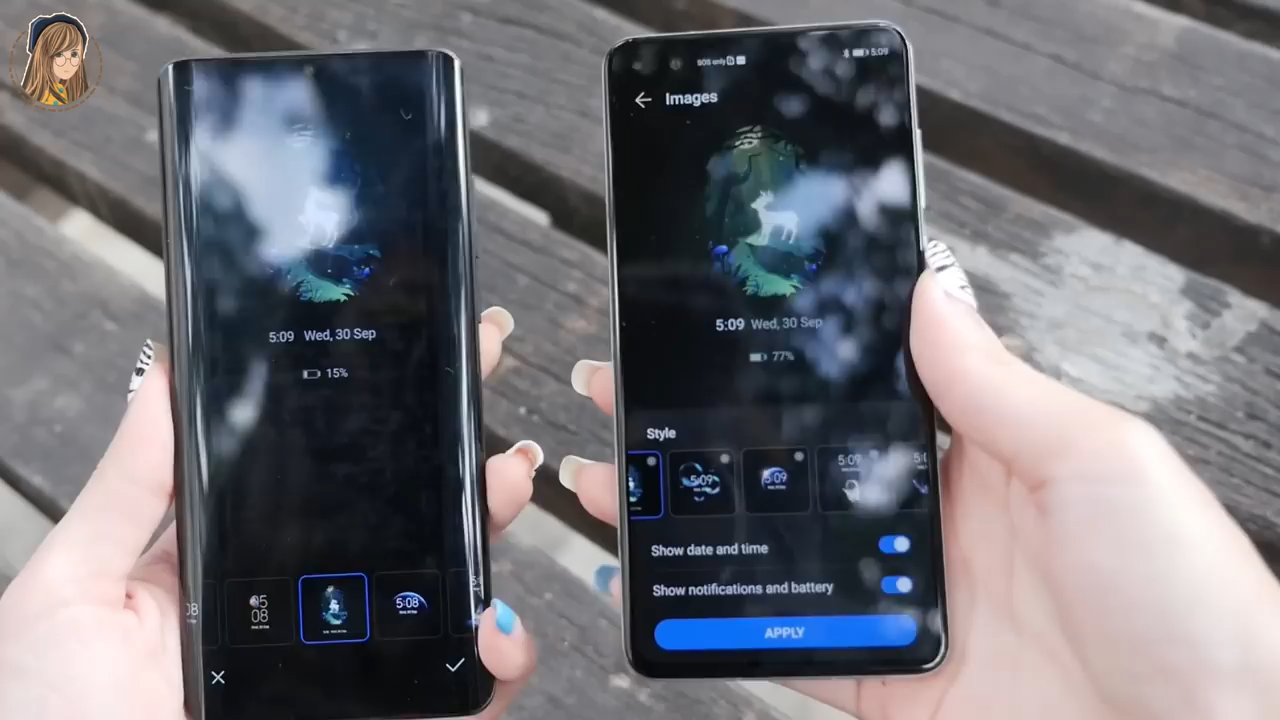 5:09 Wed, 30 Sep
15%
08
05
08
5:08
SOS only
5:09
Images
5:09 Wed, 30 Sep
77%
Style
5:09
5:09
5:09
Show date and time
Show notifications and battery
APPLY